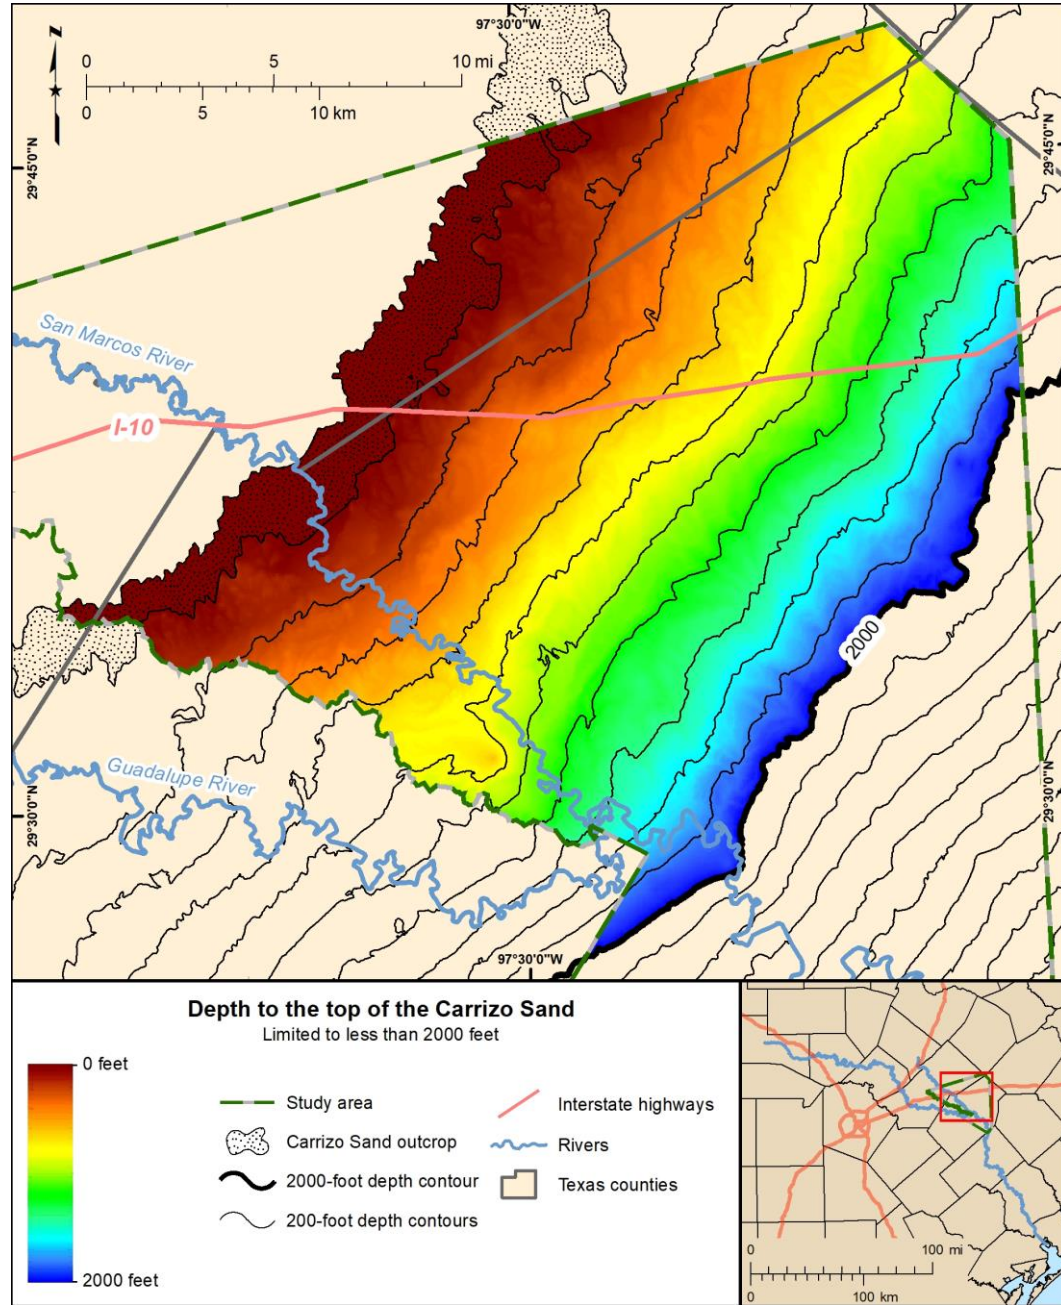 97°30'0"W
N
0 5 10 mi
0 5 10 km
29°45'0"N
29°45'0"N
San Marcos River
I-10
2000
Guadalupe River
29°30'0"N
29°30'0"N
97°30'0"W
Depth to the top of the Carrizo Sand
Limited to less than 2000 feet
0 feet
2000 feet
Study area
Carrizo Sand outcrop
2000-foot depth contour
200-foot depth contours
Interstate highways
Rivers
Texas counties
0 100 mi
0 100 km